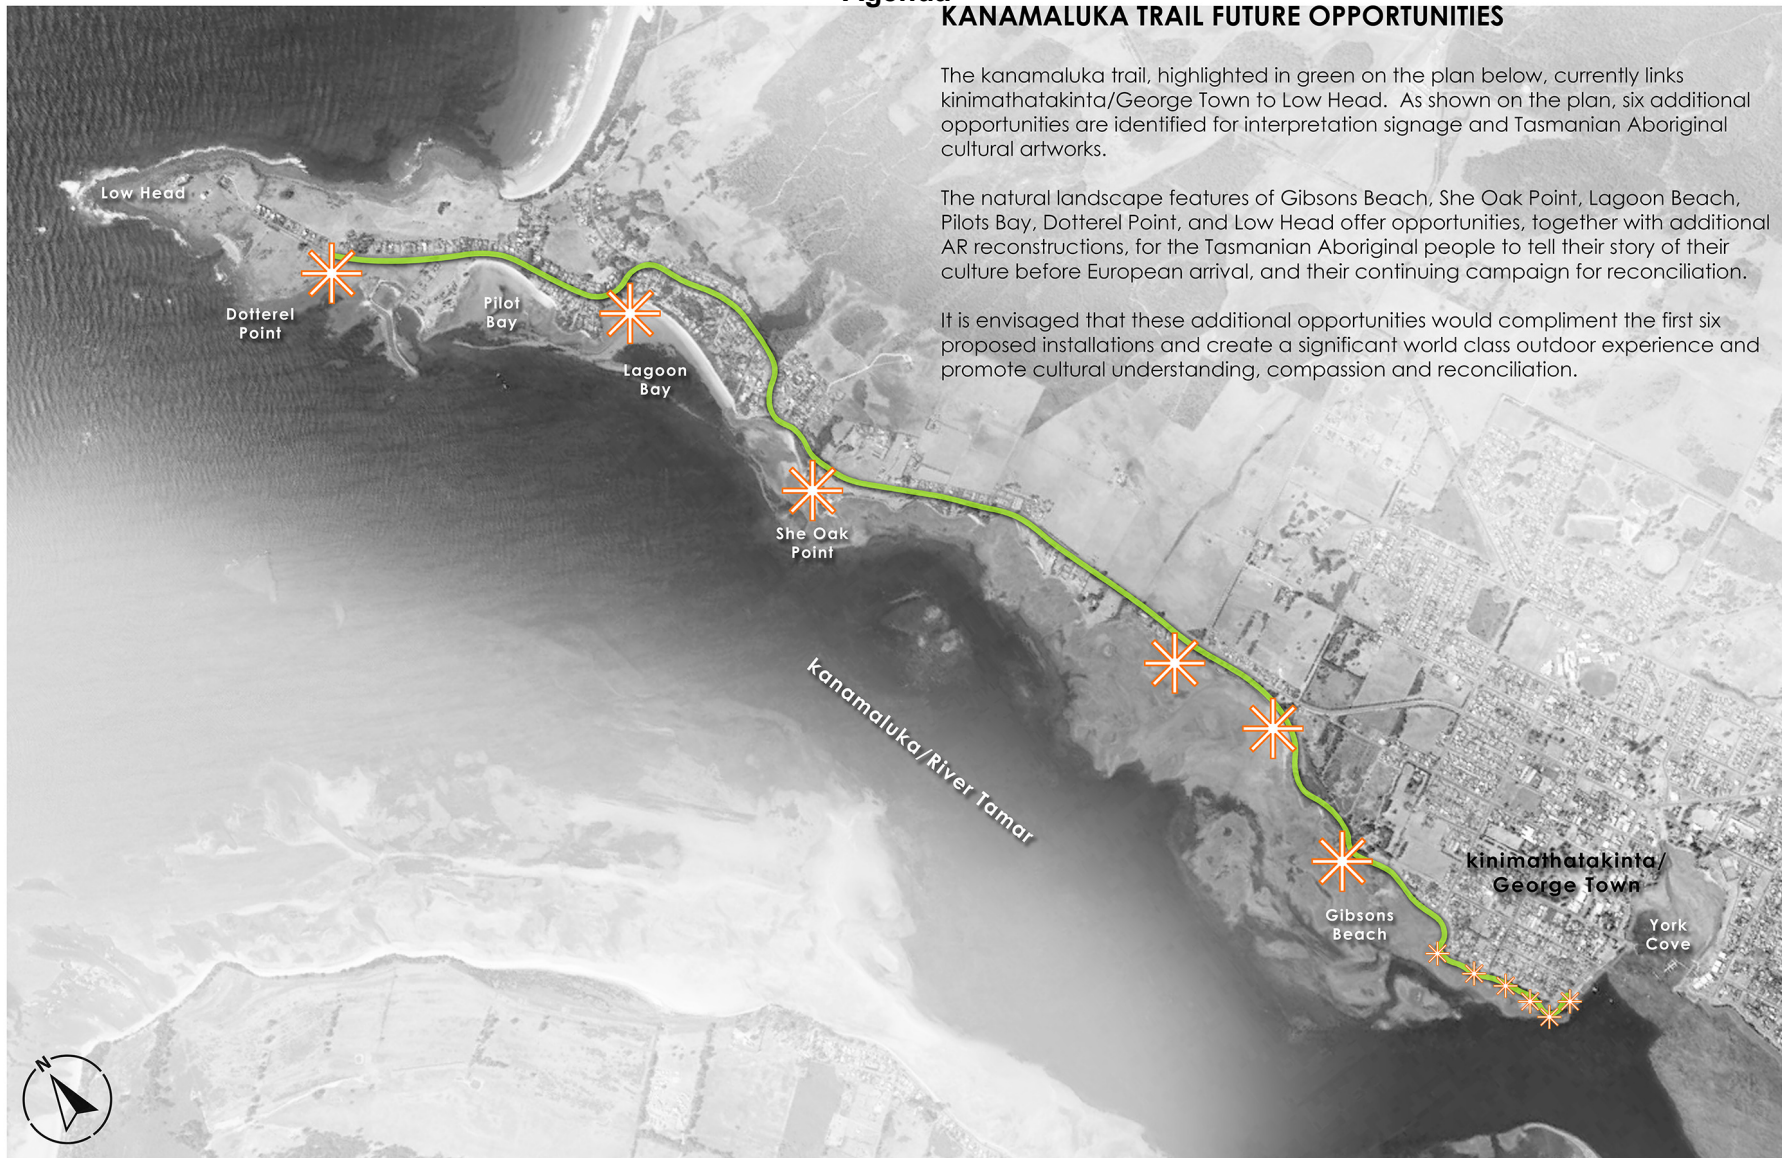 Agenda
KANAMALUKA TRAIL FUTURE OPPORTUNITIES
The kanamaluka trail, highlighted in green on the plan below, currently links
kinimathatakinta/George Town to Low Head.  As shown on the plan, six additional
opportunities are identified for interpretation signage and Tasmanian Aboriginal
cultural artworks.
The natural landscape features of Gibsons Beach, She Oak Point, Lagoon Beach,
Pilots Bay, Dotterel Point, and Low Head offer opportunities, together with additional
AR reconstructions, for the Tasmanian Aboriginal people to tell their story of their
culture before European arrival, and their continuing campaign for reconciliation.
It is envisaged that these additional opportunities would compliment the first six
proposed installations and create a significant world class outdoor experience and
promote cultural understanding, compassion and reconciliation.
Low Head
Dotterel
Point
Pilot
Bay
Lagoon
Bay
She Oak
Point
kanamaluka/River Tamar
kinimathatakinta/
George Town
Gibsons
Beach
York
Cove
N